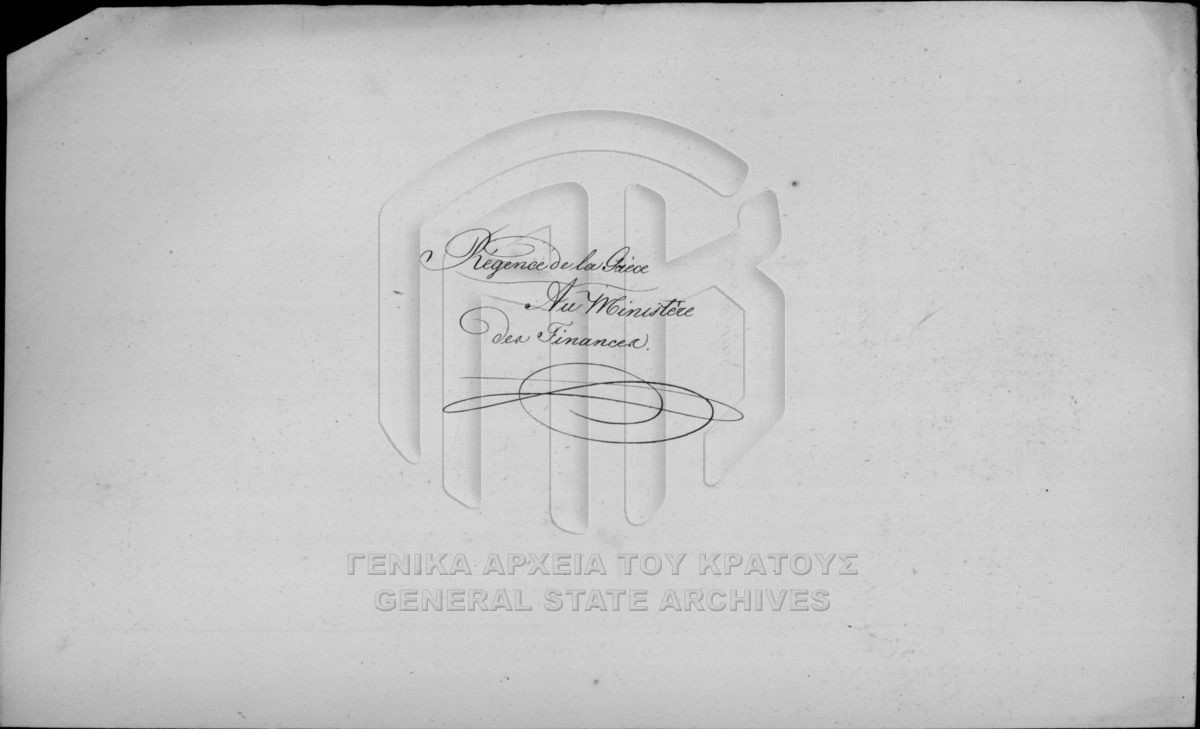 Régence de la Grèce
Au Ministère
des Finances.
ΓΕΝΙΚΑ ΑΡΧΕΙΑ ΤΟΥ ΚΡΑΤΟΥΣ
GENERAL STATE ARCHIVES